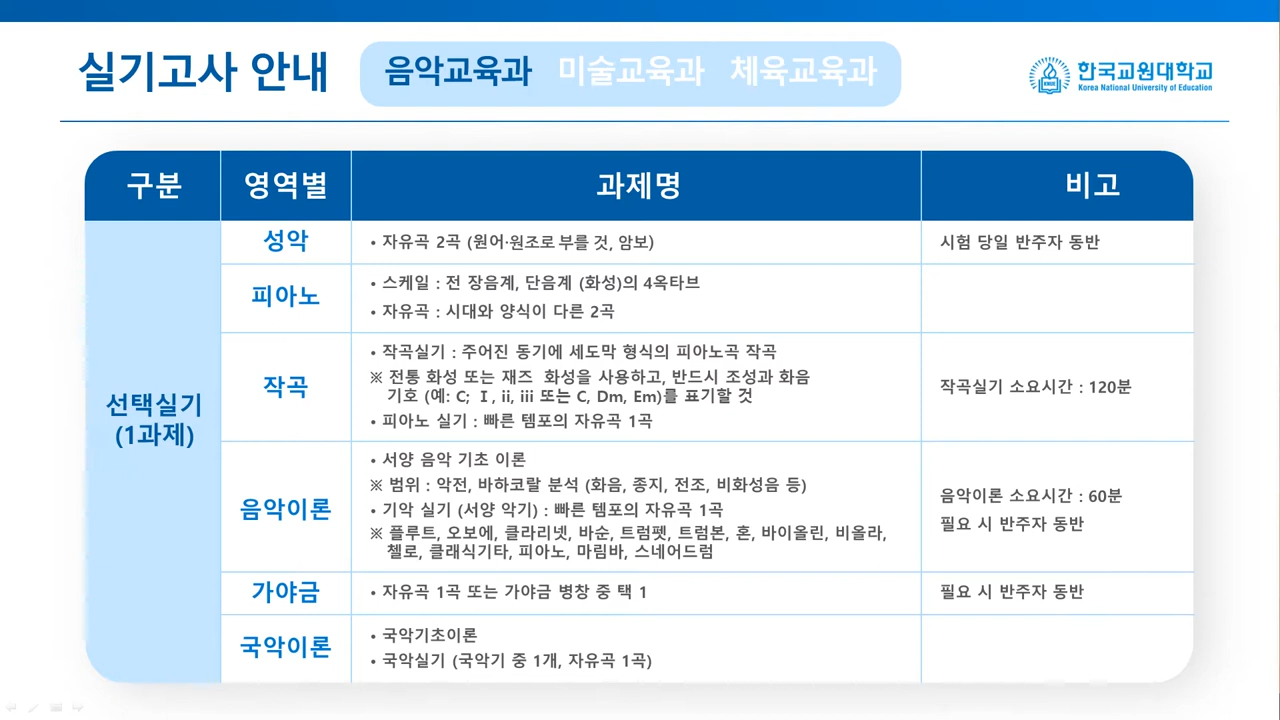 실기고사 안내
음악교육과 미술교육과 체육교육과
한국교원대학교
Korea National University of Education
구분 영역별 과제명 비고
선택실기
(1과제)
성악
• 자유곡 2곡 (원어·원조로 부를 것, 암보)
시험 당일 반주자 동반
피아노
• 스케일 : 전 장음계, 단음계 (화성)의 4옥타브
• 자유곡 : 시대와 양식이 다른 2곡
작곡
• 작곡실기 : 주어진 동기에 세도막 형식의 피아노곡 작곡
※ 전통 화성 또는 재즈 화성을 사용하고, 반드시 조성과 화음
기호 (예: C; Ⅰ, ii, iii 또는 C, Dm, Em)를 표기할 것
• 피아노 실기 : 빠른 템포의 자유곡 1곡
작곡실기 소요시간 : 120분
음악이론
• 서양 음악 기초 이론
※ 범위 : 악전, 바하코랄 분석 (화음, 종지, 전조, 비화성음 등)
• 기악 실기 (서양 악기) : 빠른 템포의 자유곡 1곡
※ 플루트, 오보에, 클라리넷, 바순, 트럼펫, 트럼본, 혼, 바이올린, 비올라,
첼로, 클래식기타, 피아노, 마림바, 스네어드럼
음악이론 소요시간 : 60분
필요 시 반주자 동반
가야금
• 자유곡 1곡 또는 가야금 병창 중 택 1
필요 시 반주자 동반
국악이론
• 국악기초이론
• 국악실기 (국악기 중 1개, 자유곡 1곡)